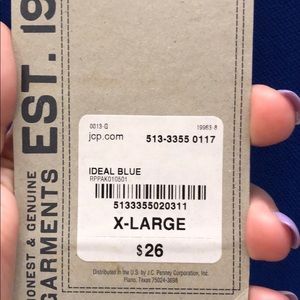 EST. 19
HONEST & GENUINE
GARMENTS
0013-G 19963-8
jcp.com 513-3355 0117
IDEAL BLUE
RPPAK010501
5133355020311
X-LARGE
$26
Distributed in the U.S. by J.C. Penney Corporation, Inc.
Plano, Texas 75024-3698